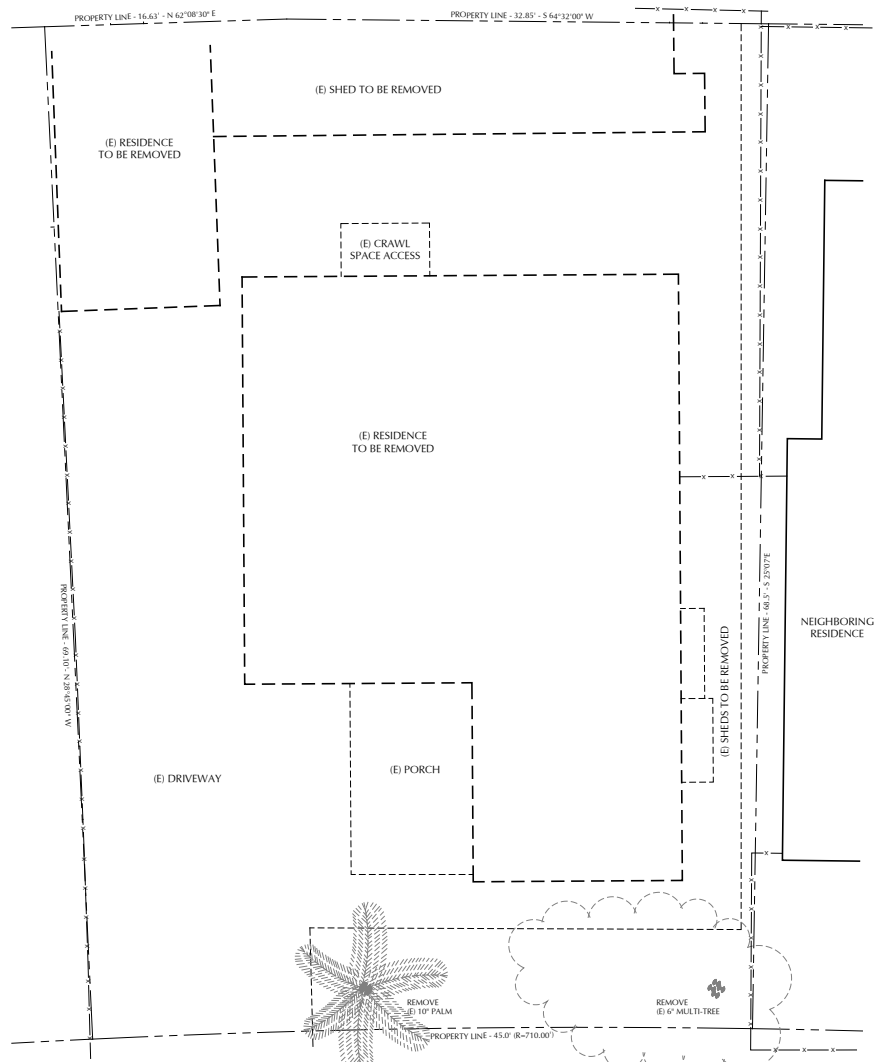 PROPERTY LINE - 16.63' - N 62°08'30" E
PROPERTY LINE - 32.85' - S 64°32'00" W
(E) SHED TO BE REMOVED
(E) RESIDENCE
TO BE REMOVED
(E) CRAWL
SPACE ACCESS
(E) RESIDENCE
TO BE REMOVED
PROPERTY LINE - 68.5' - S 25°07'E
NEIGHBORING
RESIDENCE
PROPERTY LINE - 69.10' - N 28°45'00" W
(E) SHEDS TO BE REMOVED
(E) PORCH
(E) DRIVEWAY
REMOVE
(E) 10" PALM
REMOVE
(E) 6" MULTI-TREE
PROPERTY LINE - 45.0' (R=710.00')